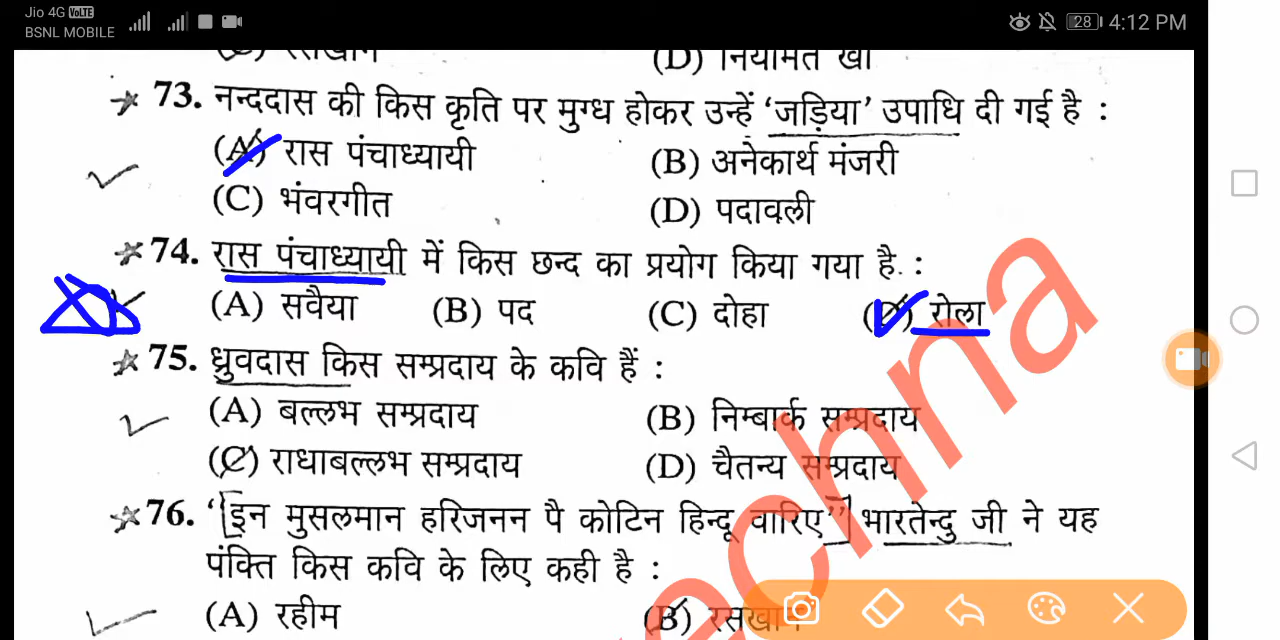 Jio 4G VoLTE
BSNL MOBILE
28 4:12 PM
(C) रसखान (D) नियामत खाँ
73. नन्ददास की किस कृति पर मुग्ध होकर उन्हें ‘जड़िया’ उपाधि दी गई है :
(A) रास पंचाध्यायी (B) अनेकार्थ मंजरी
(C) भंवरगीत (D) पदावली
74. रास पंचाध्यायी में किस छन्द का प्रयोग किया गया है :
(A) सवैया (B) पद (C) दोहा (D) रोला
75. ध्रुवदास किस सम्प्रदाय के कवि हैं :
(A) बल्लभ सम्प्रदाय (B) निम्बार्क सम्प्रदाय
(C) राधाबल्लभ सम्प्रदाय (D) चैतन्य सम्प्रदाय
76. ‘इन मुसलमान हरिजनन पै कोटिन हिन्दू वारिए’’ भारतेन्दु जी ने यह
पंक्ति किस कवि के लिए कही है :
(A) रहीम (B) रसखान
echna